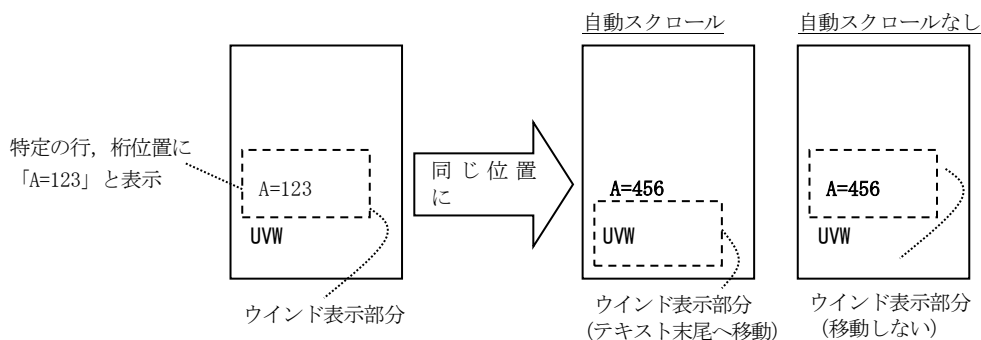 自動スクロール
自動スクロールなし
特定の行，桁位置に
「A=123」と表示
A=123
UVW
ウインド表示部分
同じ位置
に
A=456
UVW
ウインド表示部分
（テキスト末尾へ移動）
A=456
UVW
ウインド表示部分
（移動しない）